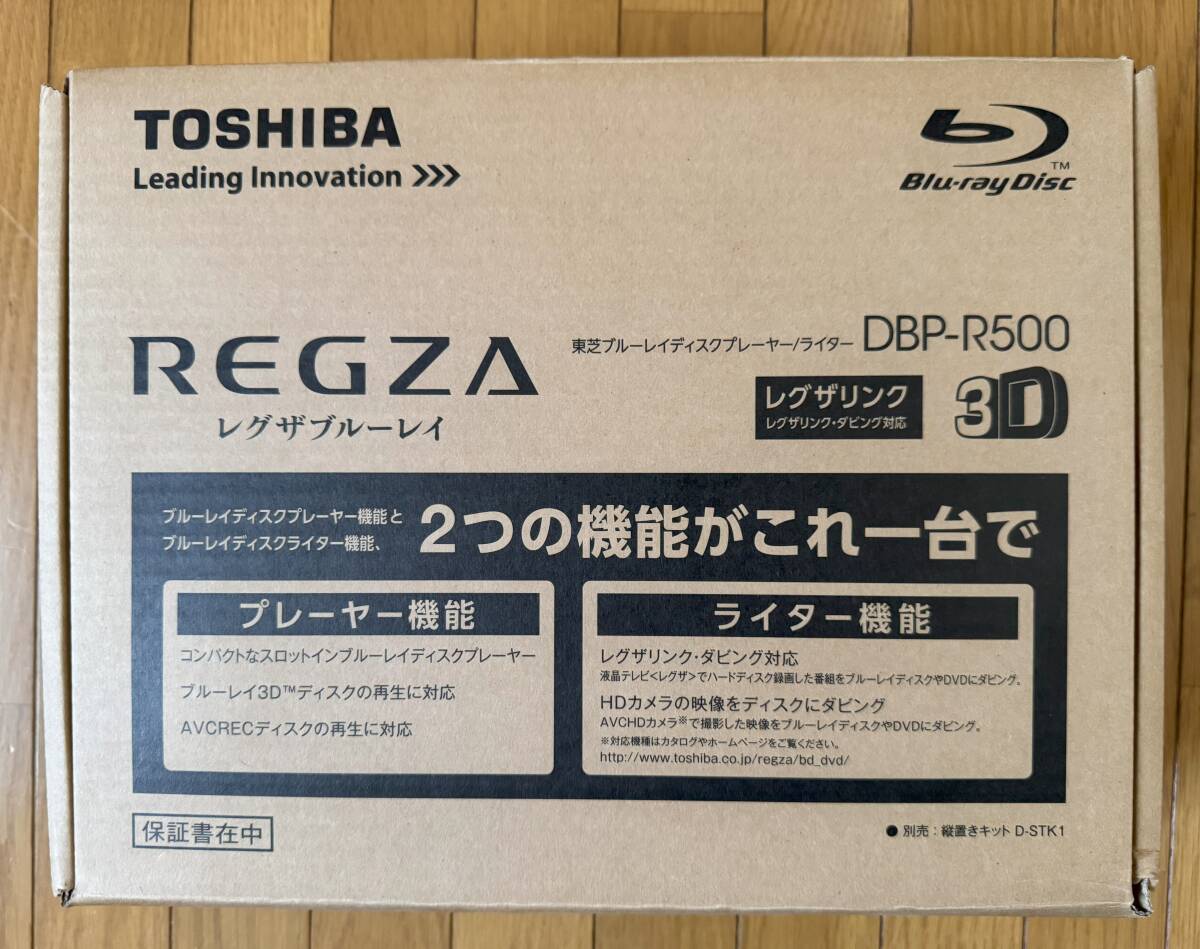 TOSHIBA
Leading Innovation >>>
Blu-ray Disc™
REGZA
レグザブルーレイ
東芝ブルーレイディスクプレーヤー/ライター DBP-R500
レグザリンク
レグザリンク・ダビング対応
3D
ブルーレイディスクプレーヤー機能と
ブルーレイディスクライター機能、
2つの機能がこれ一台で
プレーヤー機能
コンパクトなスロットインブルーレイディスクプレーヤー
ブルーレイ3D™ディスクの再生に対応
AVCRECディスクの再生に対応
ライター機能
レグザリンク・ダビング対応
液晶テレビ<レグザ>でハードディスク録画した番組をブルーレイディスクやDVDにダビング。
HDカメラの映像をディスクにダビング
AVCHDカメラ※で撮影した映像をブルーレイディスクやDVDにダビング。
※対応機種はカタログやホームページをご覧ください。
http://www.toshiba.co.jp/regza/bd_dvd/
保証書在中
● 別売：縦置きキット D-STK1